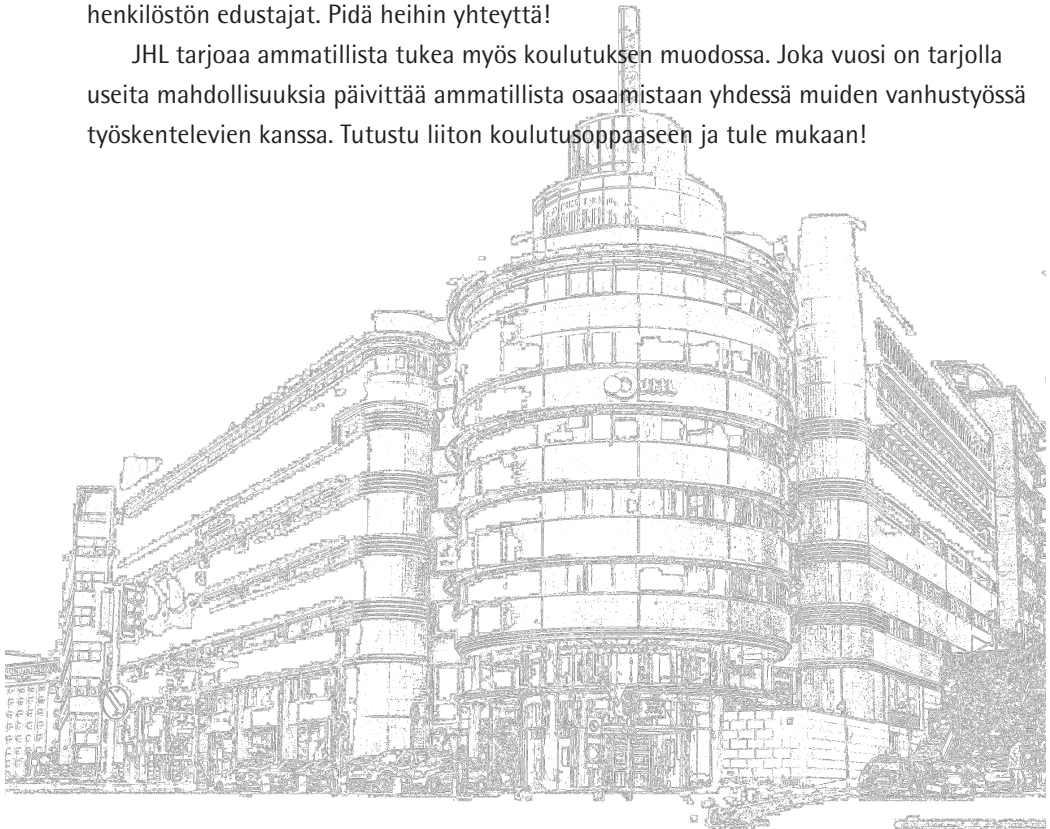 henkilöstön edustajat. Pidä heihin yhteyttä!
JHL tarjoaa ammatillista tukea myös koulutuksen muodossa. Joka vuosi on tarjolla
useita mahdollisuuksia päivittää ammatillista osaamistaan yhdessä muiden vanhustyössä
työskentelevien kanssa. Tutustu liiton koulutusoppaaseen ja tule mukaan!
JHL